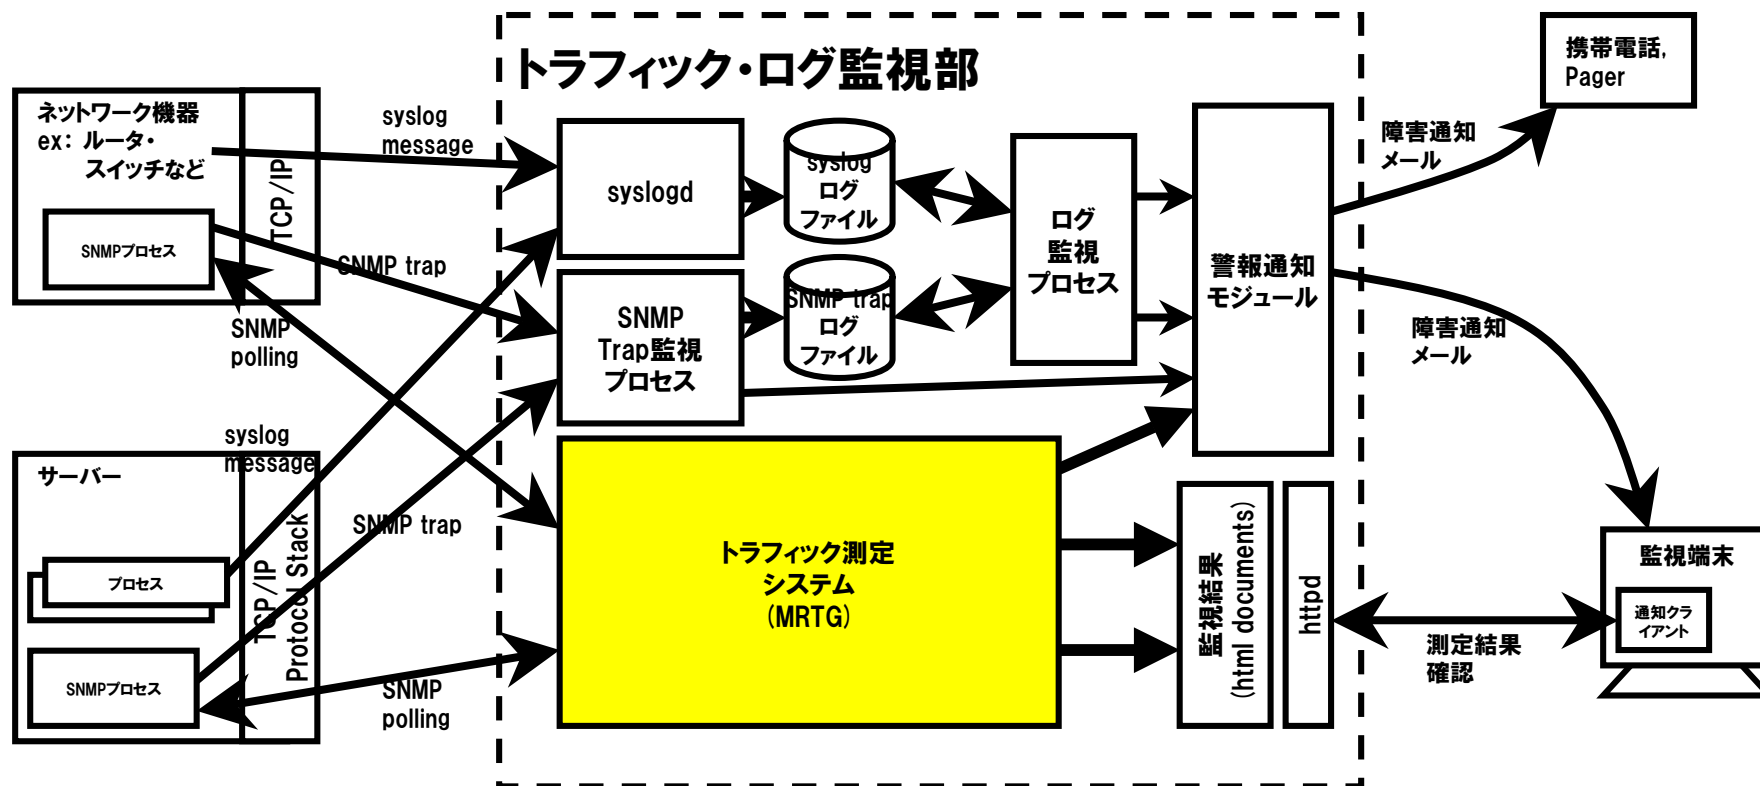 トラフィック・ログ監視部
ネットワーク機器
ex: ルータ・
スイッチなど
SNMPプロセス
TCP/IP
syslog
message
SNMP trap
SNMP
polling
サーバー
プロセス
SNMPプロセス
TCP/IP
Protocol Stack
syslog
message
SNMP trap
SNMP
polling
syslogd
SNMP
Trap監視
プロセス
syslog
ログ
ファイル
SNMP trap
ログ
ファイル
ログ
監視
プロセス
警報通知
モジュール
トラフィック測定
システム
(MRTG)
監視結果
(html documents)
httpd
携帯電話,
Pager
障害通知
メール
障害通知
メール
監視端末
通知クラ
イアント
測定結果
確認